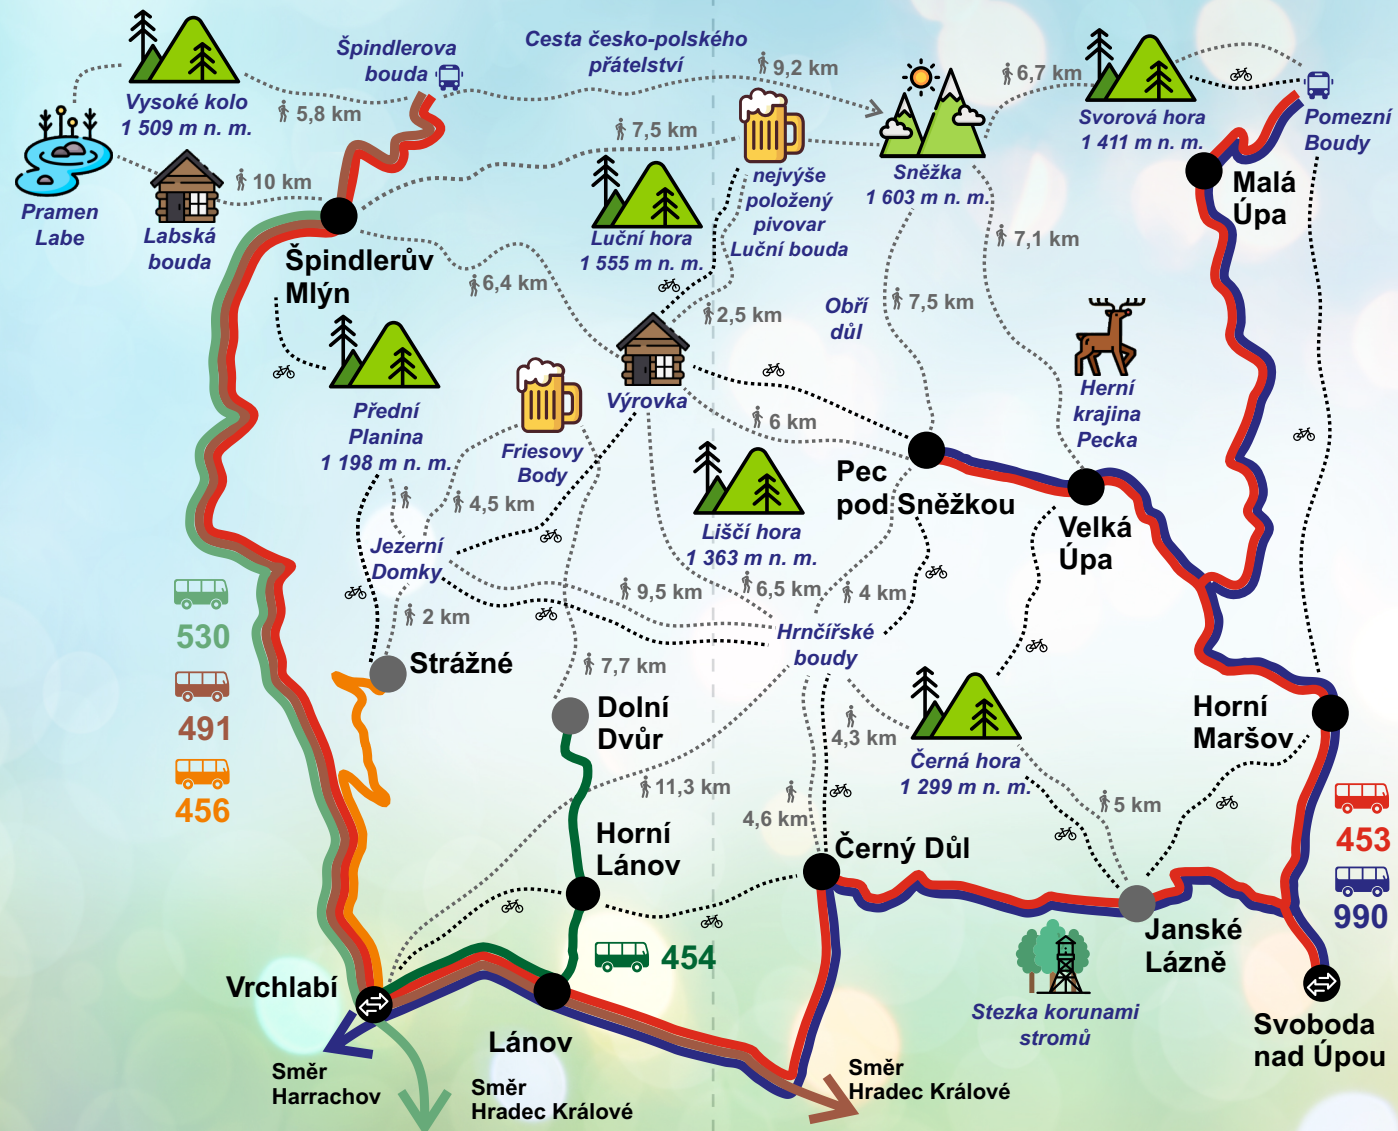 Špindlerova
bouda
Cesta česko-polského
přátelství
9,2 km
6,7 km
Vysoké kolo
1 509 m n. m.
5,8 km
7,5 km
Svorová hora
1 411 m n. m.
Pomezní
Boudy
Pramen
Labe
10 km
Labská
bouda
nejvýše
položený
pivovar
Luční bouda
Sněžka
1 603 m n. m.
Malá
Úpa
Luční hora
1 555 m n. m.
7,1 km
Špindlerův
Mlýn
6,4 km
2,5 km
Obří
důl
7,5 km
Herní
krajina
Pecka
Přední
Planina
1 198 m n. m.
Výrovka
6 km
Friesovy
Body
Pec
pod Sněžkou
4,5 km
Liščí hora
1 363 m n. m.
Velká
Úpa
Jezerní
Domky
9,5 km
6,5 km
4 km
530
2 km
Hrnčířské
boudy
Strážné
7,7 km
491
Dolní
Dvůr
Horní
Maršov
4,3 km
Černá hora
1 299 m n. m.
456
11,3 km
4,6 km
5 km
453
Horní
Lánov
Černý Důl
990
454
Janské
Lázně
Vrchlabí
Stezka korunami
stromů
Svoboda
nad Úpou
Lánov
Směr
Harrachov
Směr
Hradec Králové
Směr
Hradec Králové